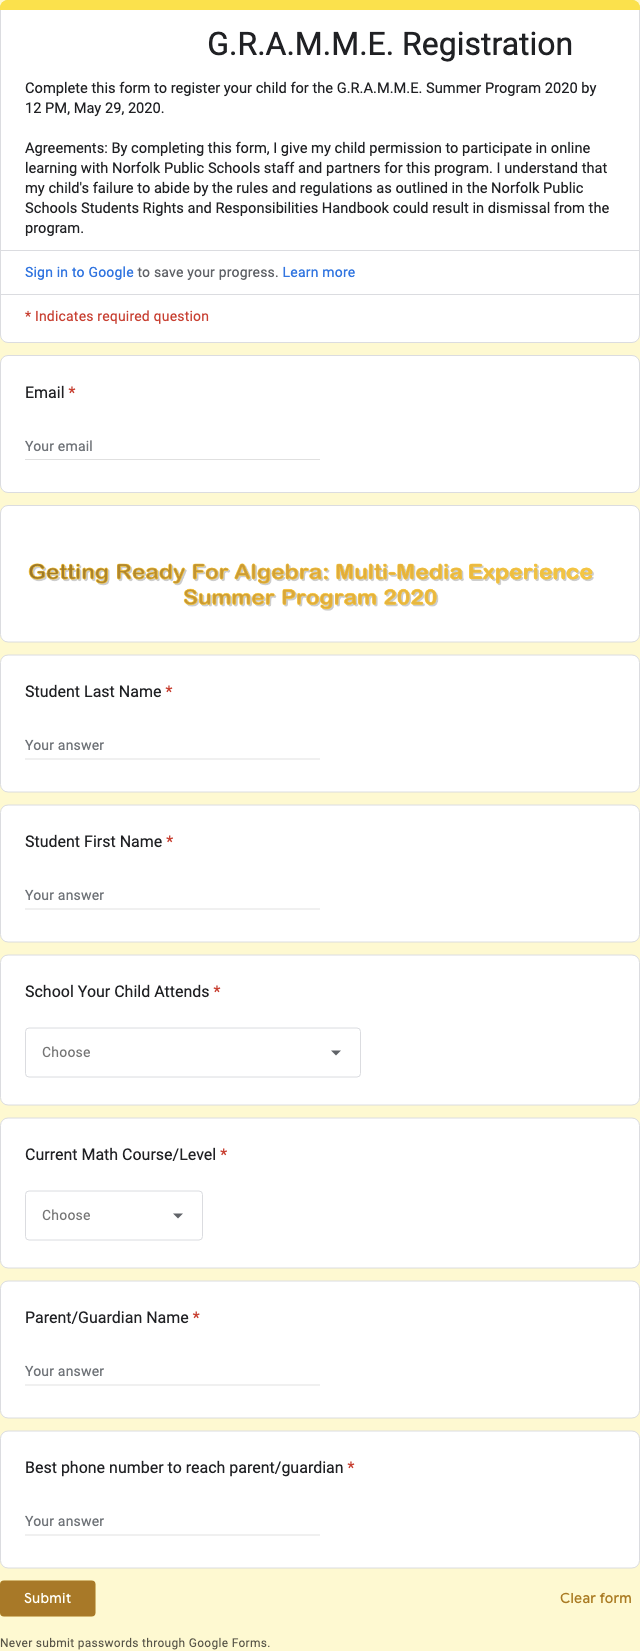 G.R.A.M.M.E. Registration
Complete this form to register your child for the G.R.A.M.M.E. Summer Program 2020 by
12 PM, May 29, 2020.
Agreements: By completing this form, I give my child permission to participate in online
learning with Norfolk Public Schools staff and partners for this program. I understand that
my child's failure to abide by the rules and regulations as outlined in the Norfolk Public
Schools Students Rights and Responsibilities Handbook could result in dismissal from the
program.
Sign in to Google to save your progress. Learn more
* Indicates required question
Email *
Your email
Getting Ready For Algebra: Multi-Media Experience
Summer Program 2020
Student Last Name *
Your answer
Student First Name *
Your answer
School Your Child Attends *
Choose
Current Math Course/Level *
Choose
Parent/Guardian Name *
Your answer
Best phone number to reach parent/guardian *
Your answer
Submit Clear form
Never submit passwords through Google Forms.